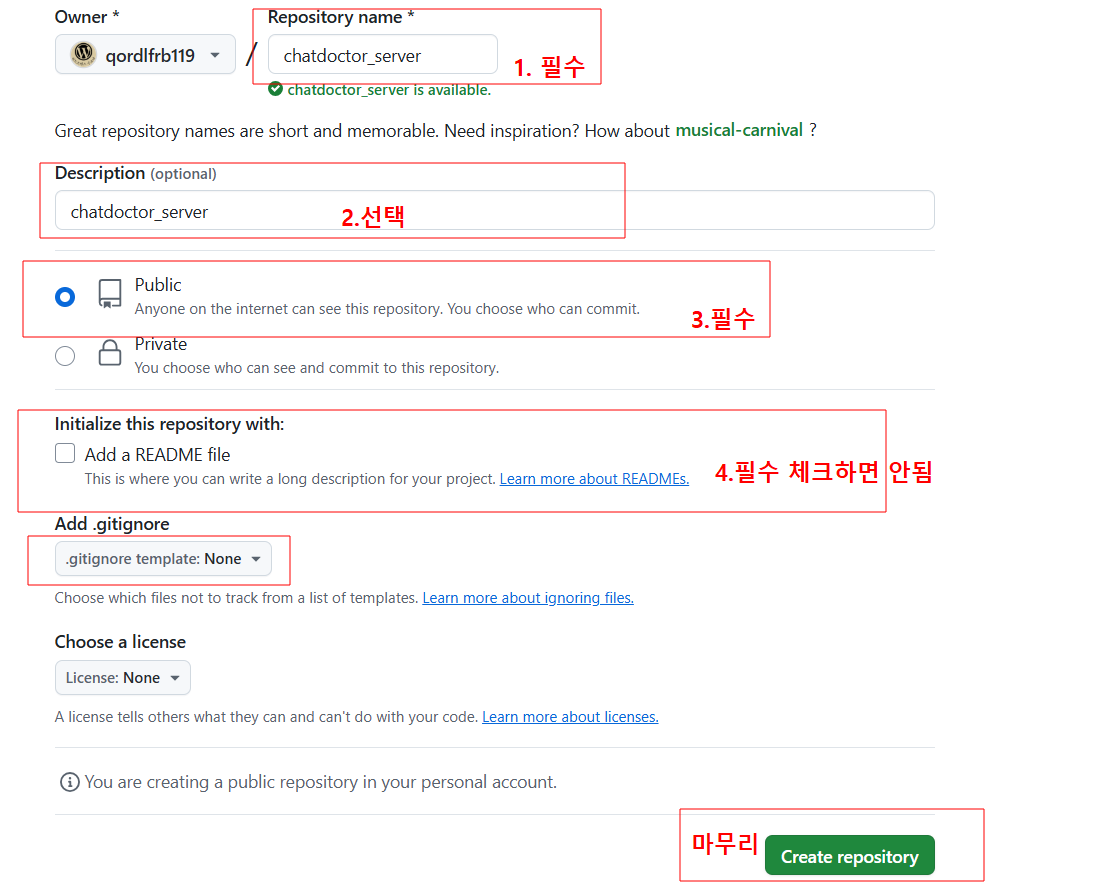 Owner *
Repository name *
qordlfrb119
/
chatdoctor_server
1. 필수
chatdoctor_server is available.
Great repository names are short and memorable. Need inspiration? How about musical-carnival ?
Description (optional)
chatdoctor_server
2.선택
Public
Anyone on the internet can see this repository. You choose who can commit.
3.필수
Private
You choose who can see and commit to this repository.
Initialize this repository with:
Add a README file
This is where you can write a long description for your project. Learn more about READMEs.
4.필수 체크하면 안됨
Add .gitignore
.gitignore template: None
Choose which files not to track from a list of templates. Learn more about ignoring files.
Choose a license
License: None
A license tells others what they can and can't do with your code. Learn more about licenses.
You are creating a public repository in your personal account.
마무리
Create repository